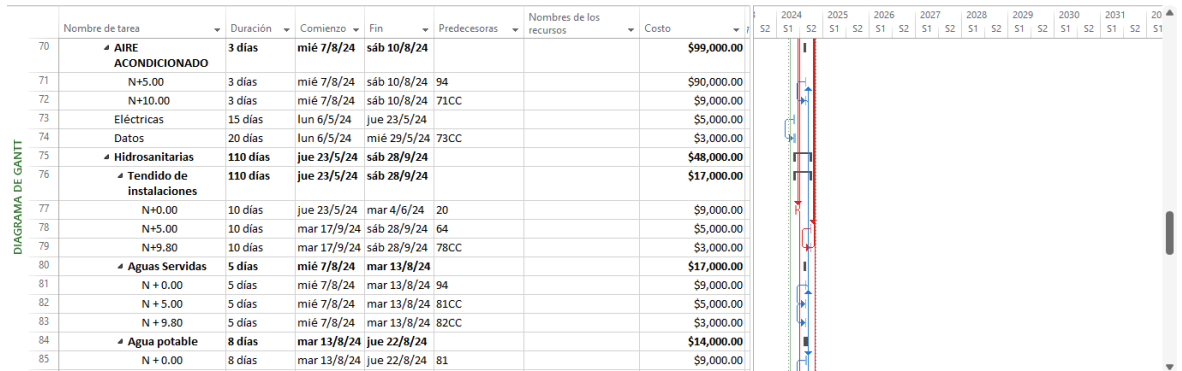 Nombre de tarea Duración Comienzo Fin Predecesoras Nombres de los recursos Costo
2024 2025 2026 2027 2028 2029 2030 2031
S2 S1 S2 S1 S2 S1 S2 S1 S2 S1 S2 S1 S2 S1 S2 S1 S2 S1
DIAGRAMA DE GANTT
70 AIRE ACONDICIONADO 3 días mié 7/8/24 sáb 10/8/24 $99,000.00
71 N+5.00 3 días mié 7/8/24 sáb 10/8/24 94 $90,000.00
72 N+10.00 3 días mié 7/8/24 sáb 10/8/24 71CC $9,000.00
73 Eléctricas 15 días lun 6/5/24 jue 23/5/24 $5,000.00
74 Datos 20 días lun 6/5/24 mié 29/5/24 73CC $3,000.00
75 Hidrosanitarias 110 días jue 23/5/24 sáb 28/9/24 $48,000.00
76 Tendido de instalaciones 110 días jue 23/5/24 sáb 28/9/24 $17,000.00
77 N+0.00 10 días jue 23/5/24 mar 4/6/24 20 $9,000.00
78 N+5.00 10 días mar 17/9/24 sáb 28/9/24 64 $5,000.00
79 N+9.80 10 días mar 17/9/24 sáb 28/9/24 78CC $3,000.00
80 Aguas Servidas 5 días mié 7/8/24 mar 13/8/24 $17,000.00
81 N + 0.00 5 días mié 7/8/24 mar 13/8/24 94 $9,000.00
82 N + 5.00 5 días mié 7/8/24 mar 13/8/24 81CC $5,000.00
83 N + 9.80 5 días mié 7/8/24 mar 13/8/24 82CC $3,000.00
84 Agua potable 8 días mar 13/8/24 jue 22/8/24 $14,000.00
85 N + 0.00 8 días mar 13/8/24 jue 22/8/24 81 $9,000.00